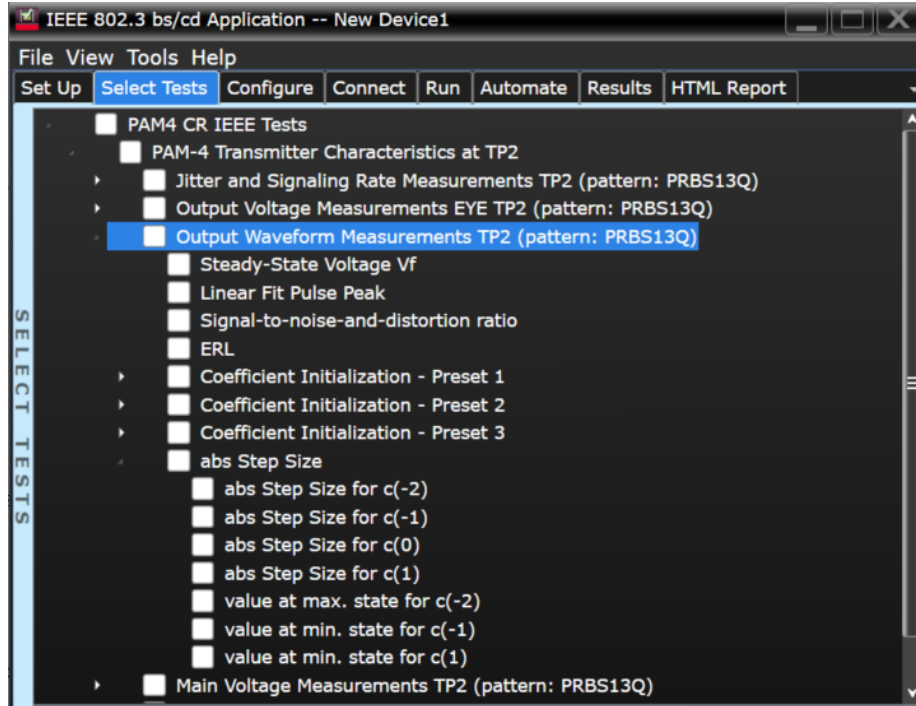 IEEE 802.3 bs/cd Application -- New Device1
File View Tools Help
Set Up Select Tests Configure Connect Run Automate Results HTML Report
PAM4 CR IEEE Tests
PAM-4 Transmitter Characteristics at TP2
Jitter and Signaling Rate Measurements TP2 (pattern: PRBS13Q)
Output Voltage Measurements EYE TP2 (pattern: PRBS13Q)
Output Waveform Measurements TP2 (pattern: PRBS13Q)
Steady-State Voltage Vf
Linear Fit Pulse Peak
Signal-to-noise-and-distortion ratio
ERL
Coefficient Initialization - Preset 1
Coefficient Initialization - Preset 2
Coefficient Initialization - Preset 3
abs Step Size
abs Step Size for c(-2)
abs Step Size for c(-1)
abs Step Size for c(0)
abs Step Size for c(1)
value at max. state for c(-2)
value at min. state for c(-1)
value at min. state for c(1)
Main Voltage Measurements TP2 (pattern: PRBS13Q)
SELECT TESTS